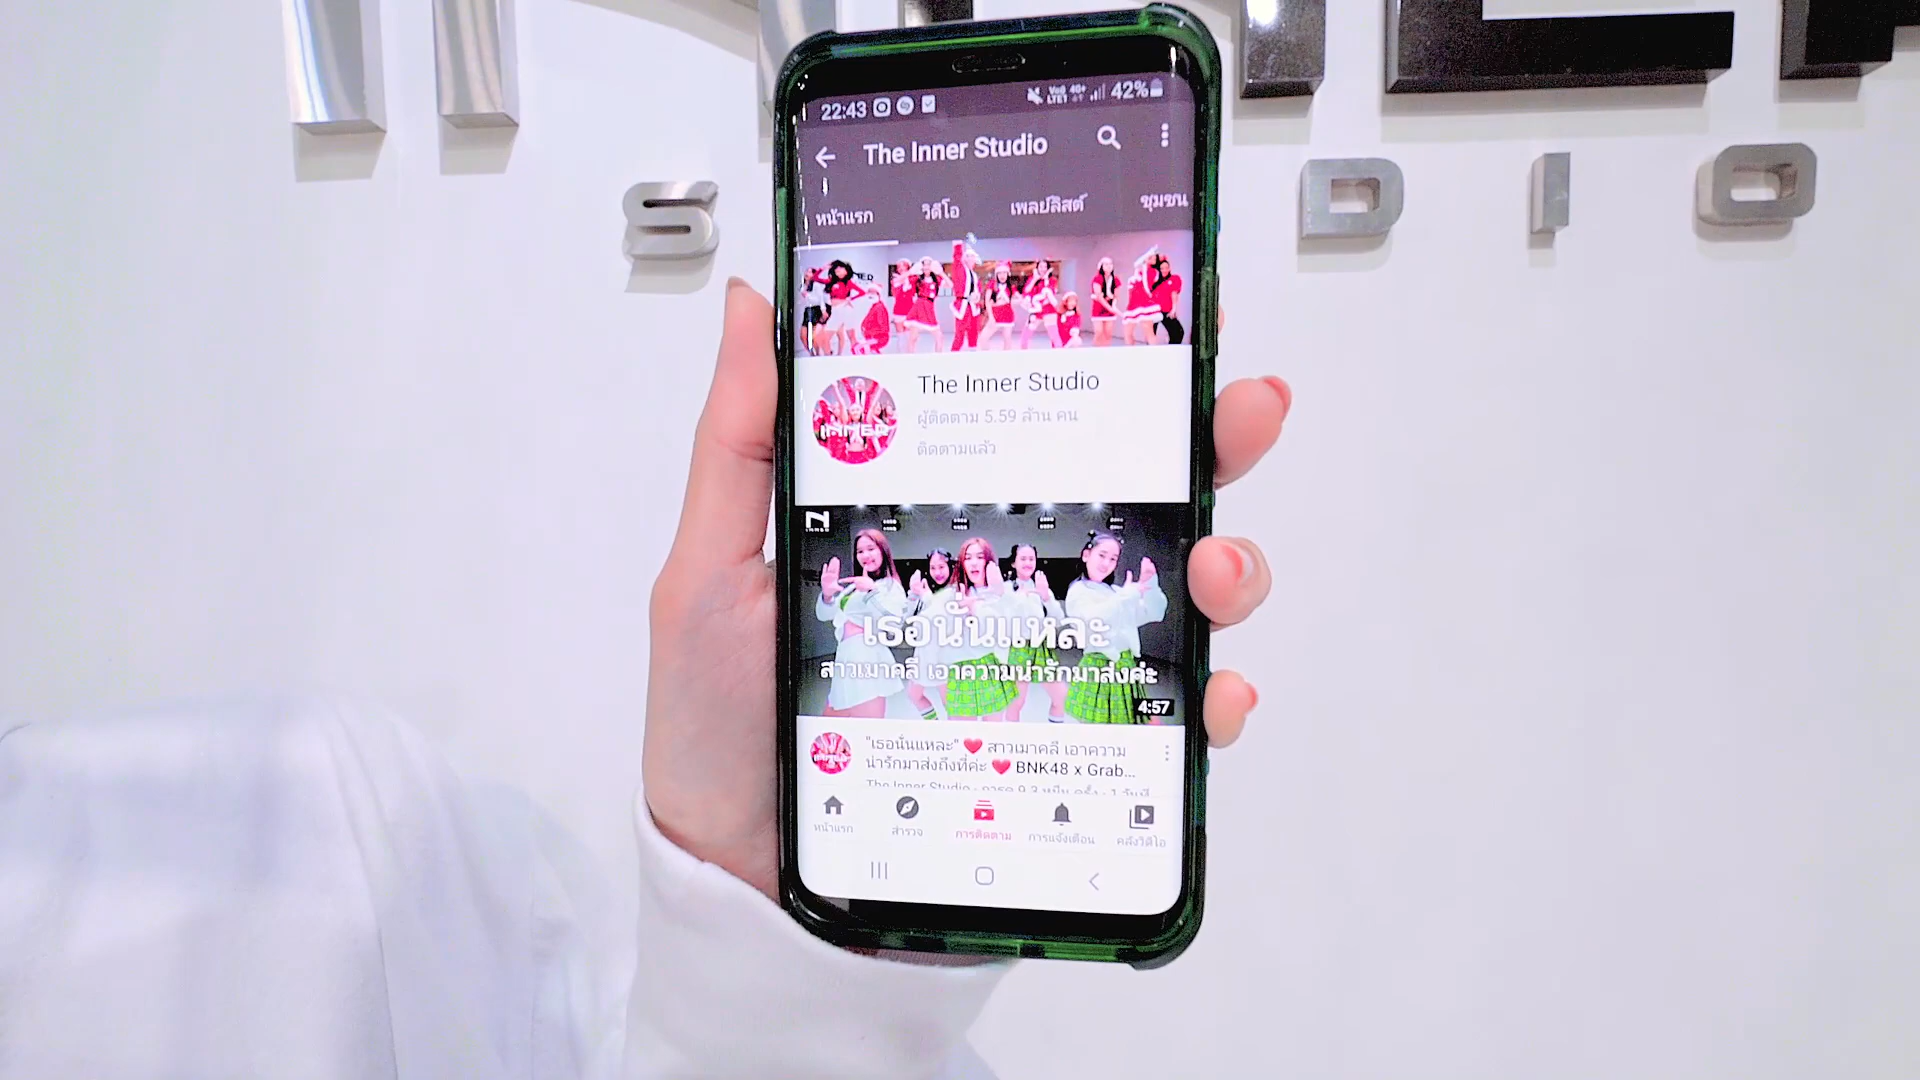 S DIO
22:43 42%
The Inner Studio
หน้าแรก วิดีโอ เพลย์ลิสต์ ชุมชน
The Inner Studio
ผู้ติดตาม 5.59 ล้าน คน
ติดตามแล้ว
INNER
เธอนั่นแหละ
สาวเมาคลี เอาความน่ารักมาส่งค่ะ
4:57
"เธอนั่นแหละ" ❤️ สาวเมาคลี เอาความ
น่ารักมาส่งถึงที่ค่ะ ❤️ BNK48 x Grab...
The Inner Studio
หน้าแรก สำรวจ การติดตาม การแจ้งเตือน คลังวิดีโอ